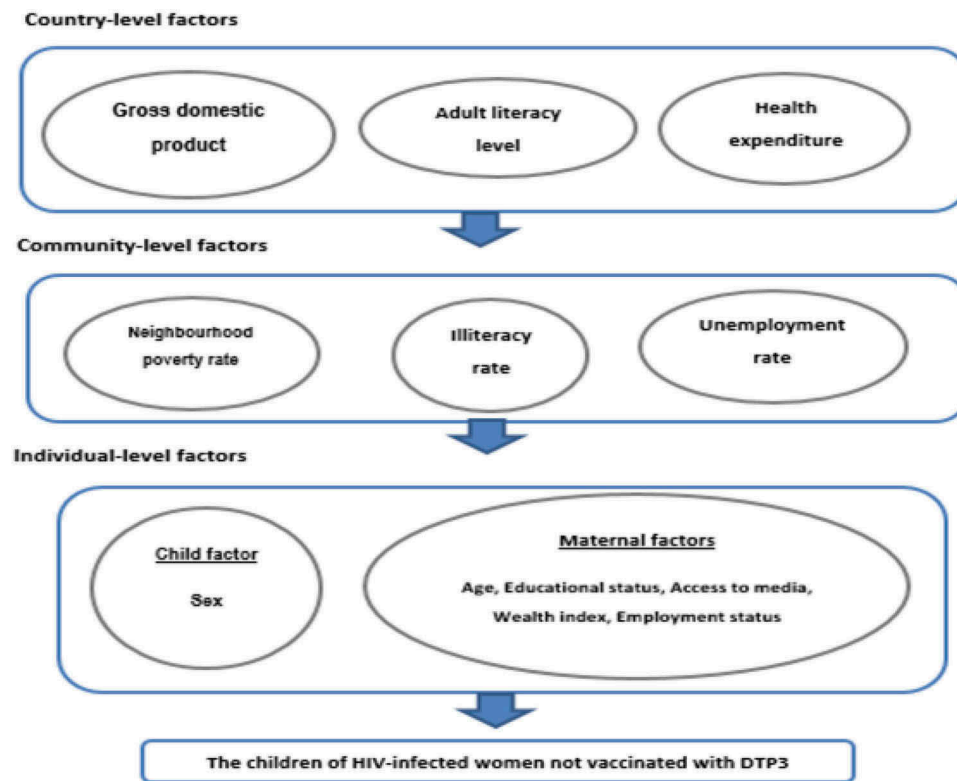 Country-level factors
Gross domestic
product
Adult literacy
level
Health
expenditure
Community-level factors
Neighbourhood
poverty rate
Illiteracy
rate
Unemployment
rate
Individual-level factors
Child factor
Sex
Maternal factors
Age, Educational status, Access to media,
Wealth index, Employment status
The children of HIV-infected women not vaccinated with DTP3